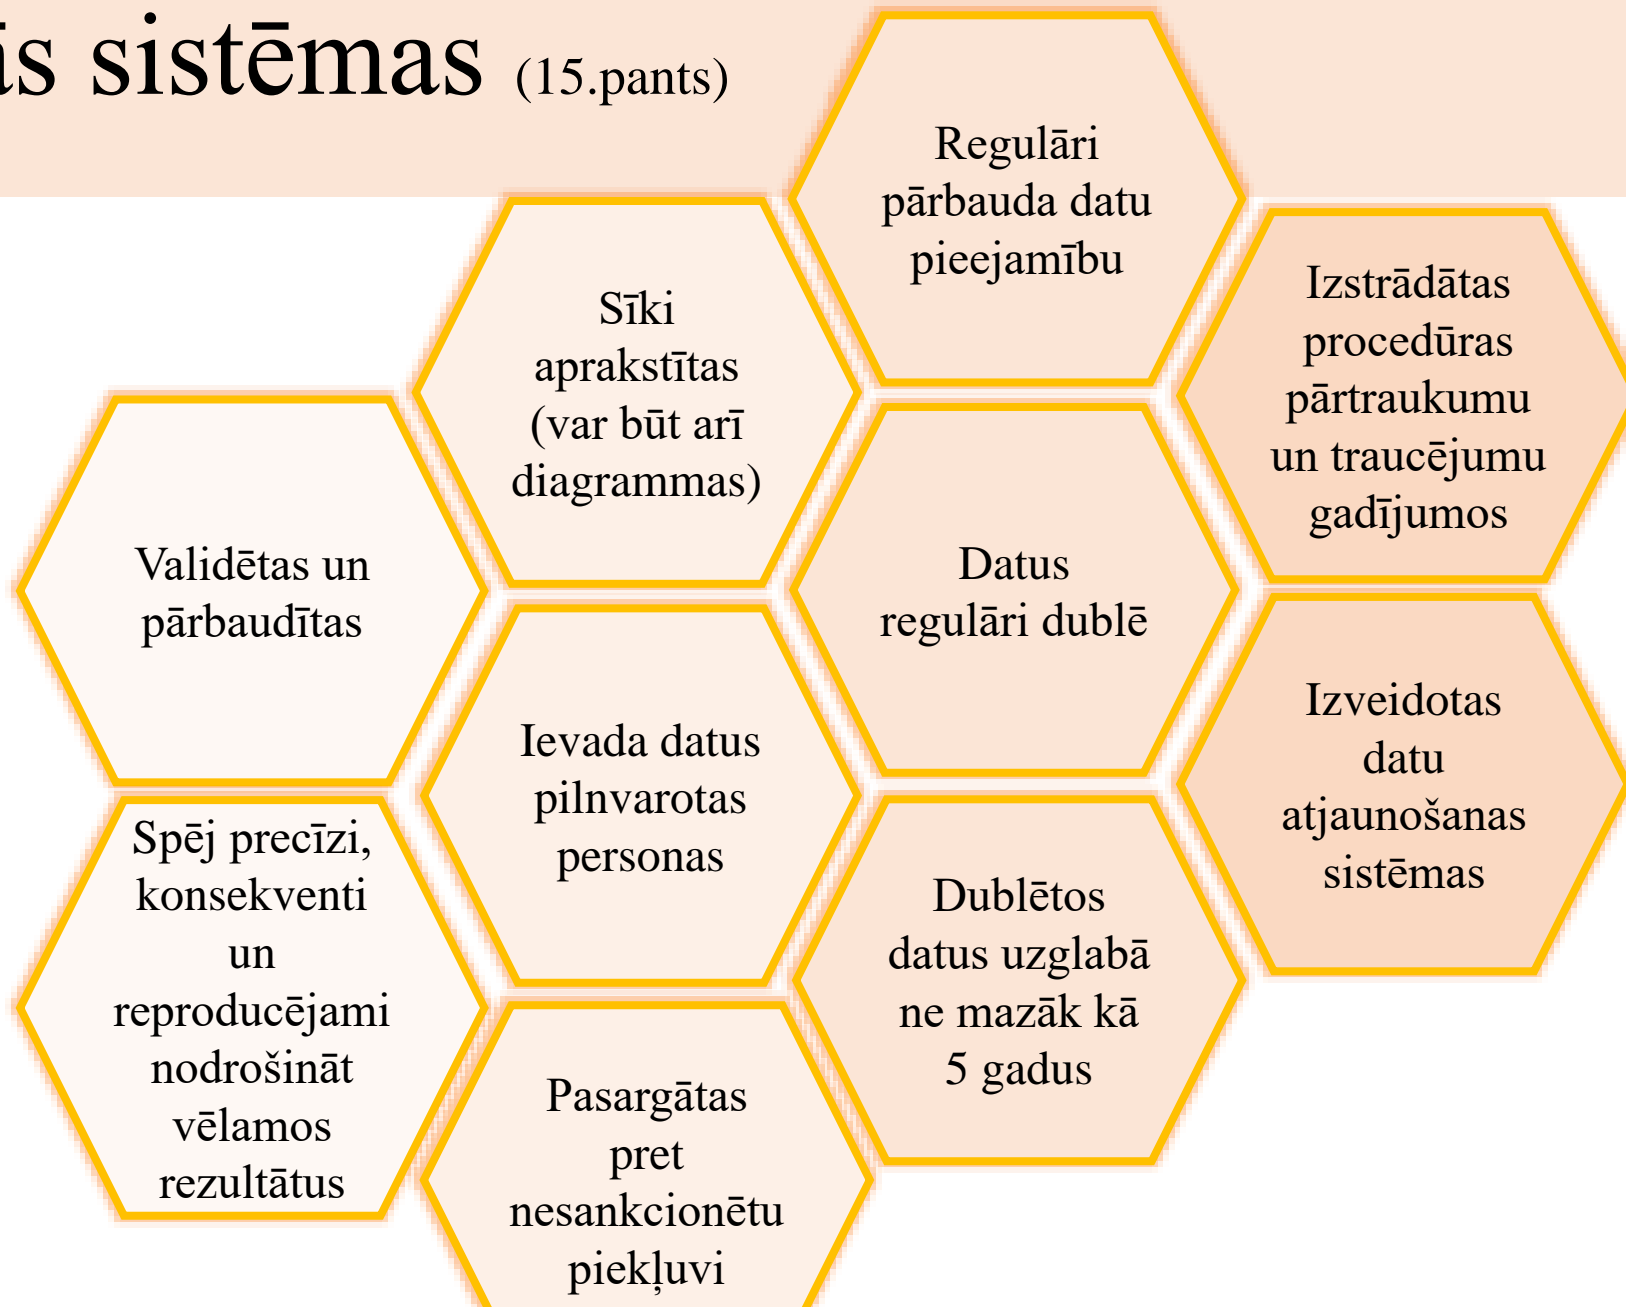 sistēmas (15.pants)
Validētas un
pārbaudītas
Spēj precīzi,
konsekventi
un
reproducējami
nodrošināt
vēlamos
rezultātus
Sīki
aprakstītas
(var būt arī
diagrammas)
Ievada datus
pilnvarotas
personas
Pasargātas
pret
nesankcionētu
piekļuvi
Regulāri
pārbauda datu
pieejamību
Datus
regulāri dublē
Dublētos
datus uzglabā
ne mazāk kā
5 gadus
Izstrādātas
procedūras
pārtraukumu
un traucējumu
gadījumos
Izveidotas
datu
atjaunošanas
sistēmas